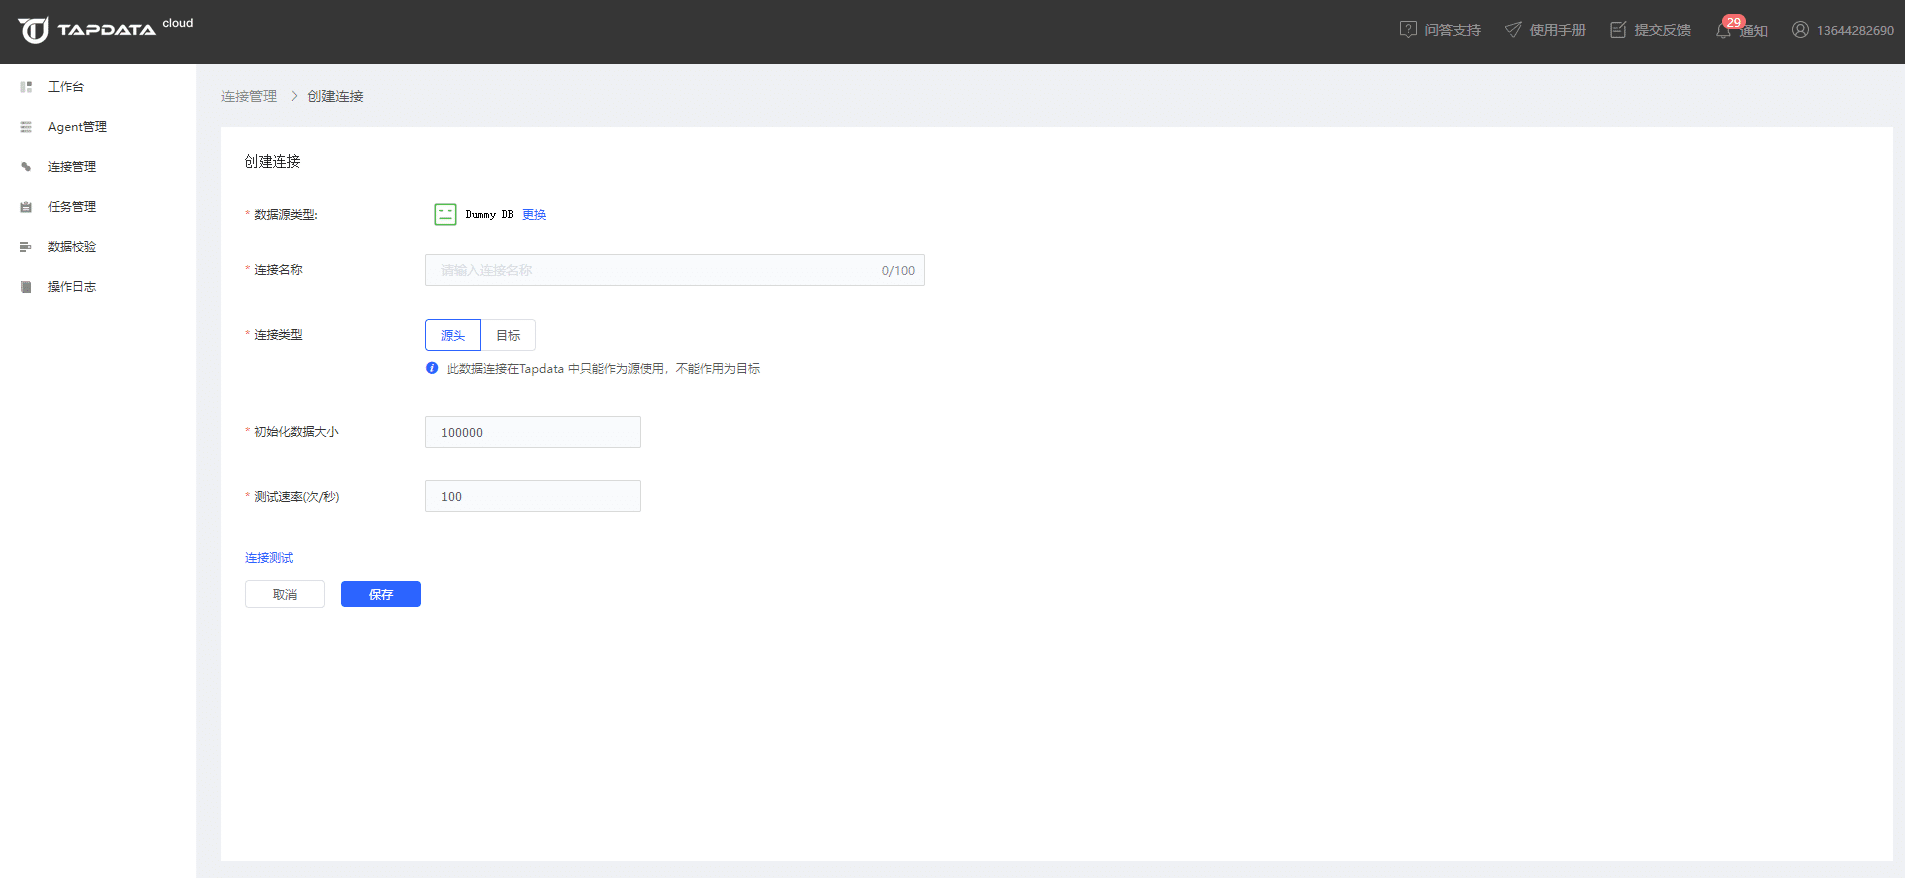 TAPDATA cloud
问答支持
使用手册
提交反馈
29
通知
13644282690
工作台
Agent管理
连接管理
任务管理
数据校验
操作日志
连接管理 > 创建连接
创建连接
* 数据源类型: Dummy DB 更换
* 连接名称 请输入连接名称 0/100
* 连接类型 源头 目标
此数据连接在Tapdata 中只能作为源使用，不能作用为目标
* 初始化数据大小 100000
* 测试速率(次/秒) 100
连接测试
取消 保存